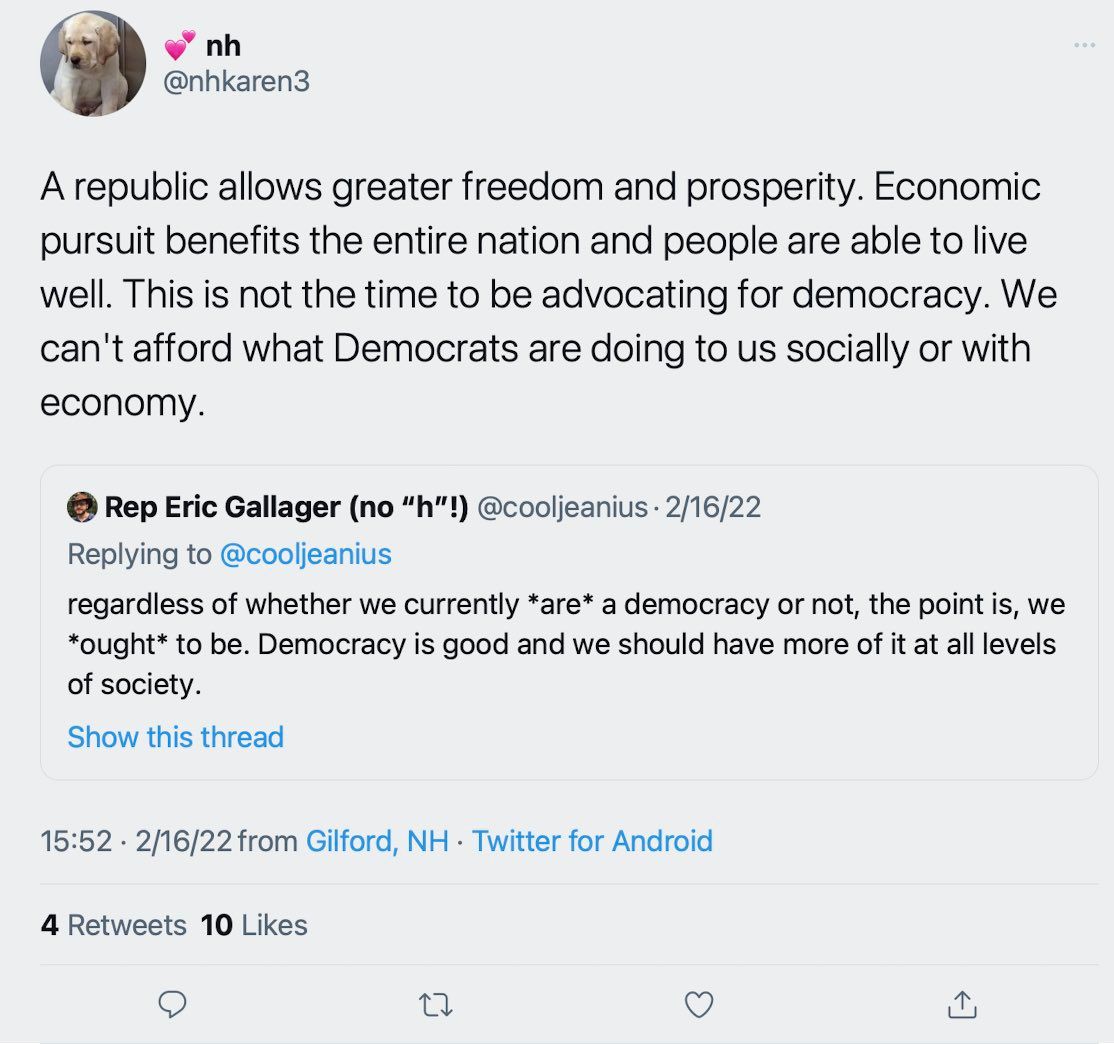 💕 nh
@nhkaren3
A republic allows greater freedom and prosperity. Economic
pursuit benefits the entire nation and people are able to live
well. This is not the time to be advocating for democracy. We
can't afford what Democrats are doing to us socially or with
economy.
Rep Eric Gallager (no “h”!) @cooljeanius · 2/16/22
Replying to @cooljeanius
regardless of whether we currently *are* a democracy or not, the point is, we
*ought* to be. Democracy is good and we should have more of it at all levels
of society.
Show this thread
15:52 · 2/16/22 from Gilford, NH · Twitter for Android
4 Retweets 10 Likes